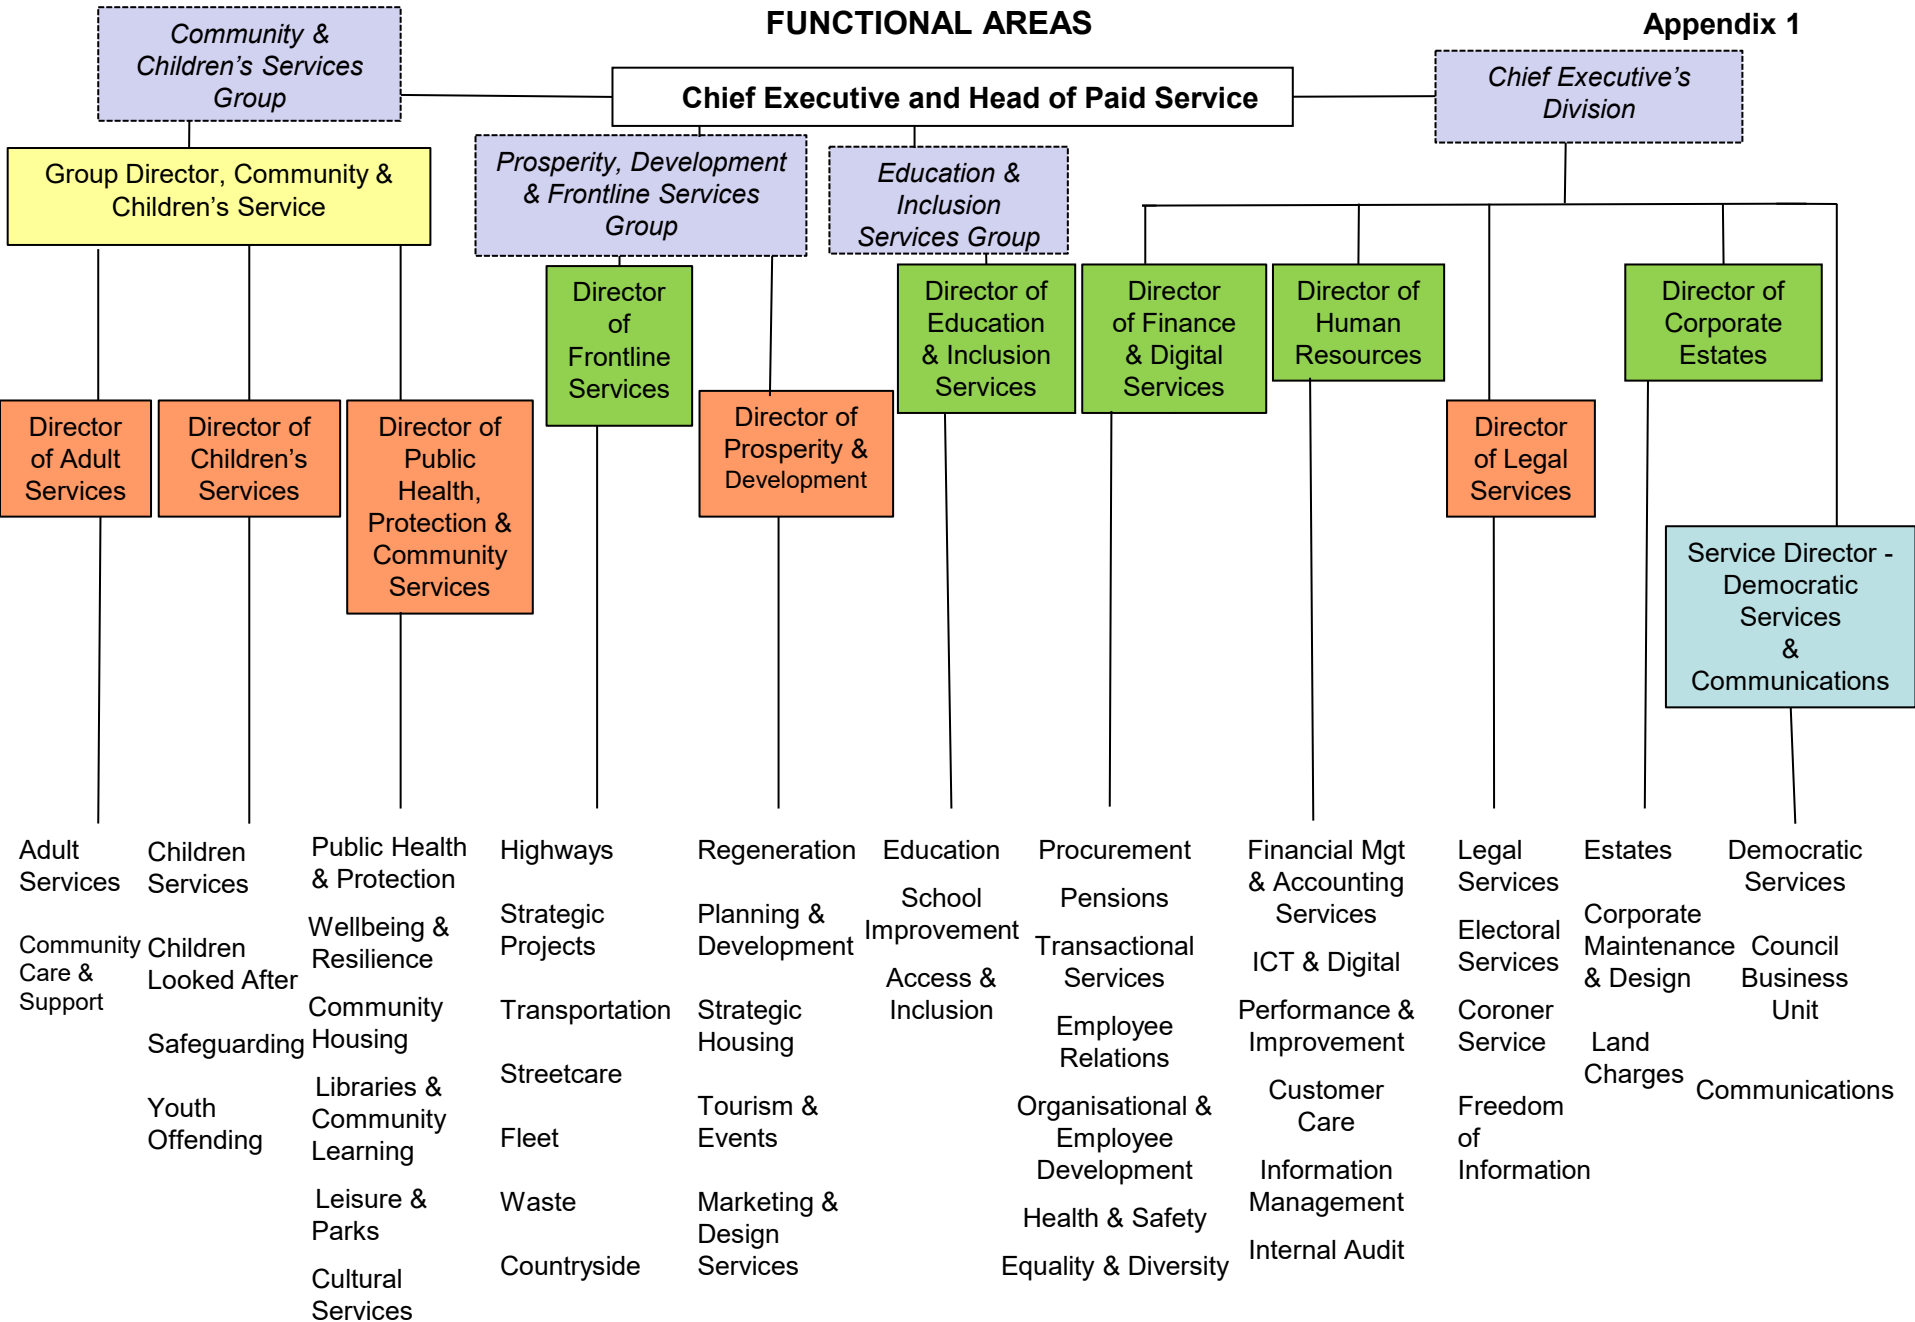 FUNCTIONAL AREAS
Appendix 1
Community &
Children’s Services
Group
Chief Executive and Head of Paid Service
Chief Executive’s
Division
Group Director, Community &
Children’s Service
Prosperity, Development
& Frontline Services
Group
Education &
Inclusion
Services Group
Director
of
Frontline
Services
Director of
Education
& Inclusion
Services
Director
of Finance
& Digital
Services
Director of
Human
Resources
Director of
Corporate
Estates
Director
of Adult
Services
Director of
Children’s
Services
Director of
Public
Health,
Protection &
Community
Services
Director of
Prosperity &
Development
Director
of Legal
Services
Service Director -
Democratic
Services
&
Communications
Adult
Services
Community
Care &
Support
Children
Services
Children
Looked After
Safeguarding
Youth
Offending
Public Health
& Protection
Wellbeing &
Resilience
Community
Housing
Libraries &
Community
Learning
Leisure &
Parks
Cultural
Services
Highways
Strategic
Projects
Transportation
Streetcare
Fleet
Waste
Countryside
Regeneration
Planning &
Development
Strategic
Housing
Tourism &
Events
Marketing &
Design
Services
Education
School
Improvement
Access &
Inclusion
Procurement
Pensions
Transactional
Services
Employee
Relations
Organisational &
Employee
Development
Health & Safety
Equality & Diversity
Financial Mgt
& Accounting
Services
ICT & Digital
Performance &
Improvement
Customer
Care
Information
Management
Internal Audit
Legal
Services
Electoral
Services
Coroner
Service
Freedom
of
Information
Estates
Corporate
Maintenance
& Design
Land
Charges
Democratic
Services
Council
Business
Unit
Communications